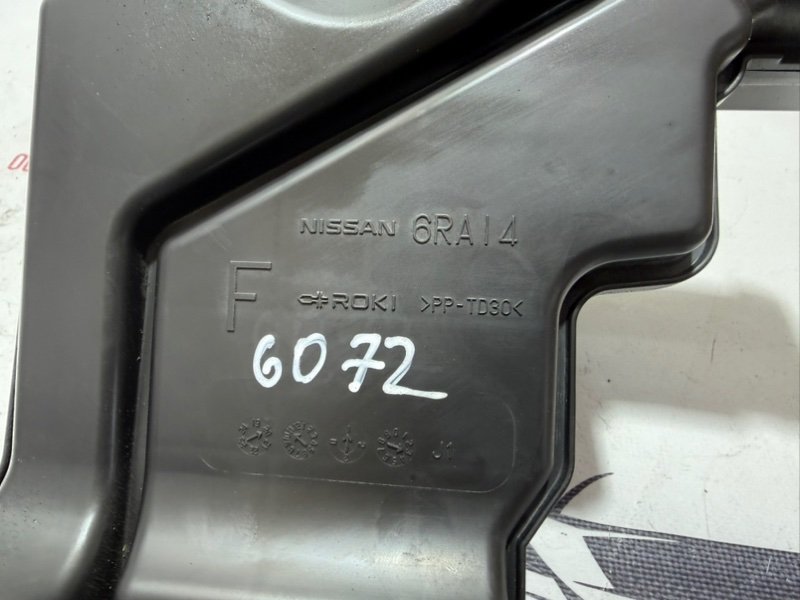 NISSAN 6RA14
F ROKI >PP-TD30<
6072
J1